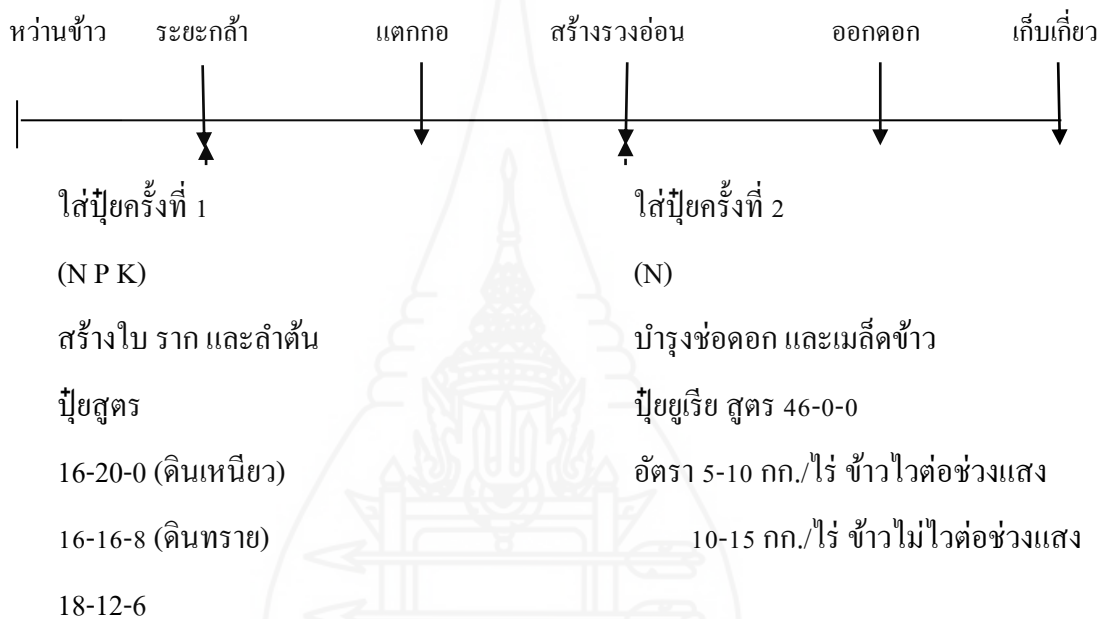 หว่านข้าว ระยะกล้า แตกกอ สร้างรวงอ่อน ออกดอก เก็บเกี่ยว
ใส่ปุ๋ยครั้งที่ 1
(N P K)
สร้างใบ ราก และลำต้น
ปุ๋ยสูตร
16-20-0 (ดินเหนียว)
16-16-8 (ดินทราย)
18-12-6
ใส่ปุ๋ยครั้งที่ 2
(N)
บำรุงช่อดอก และเมล็ดข้าว
ปุ๋ยยูเรีย สูตร 46-0-0
อัตรา 5-10 กก./ไร่ ข้าวไวต่อช่วงแสง
10-15 กก./ไร่ ข้าวไม่ไวต่อช่วงแสง